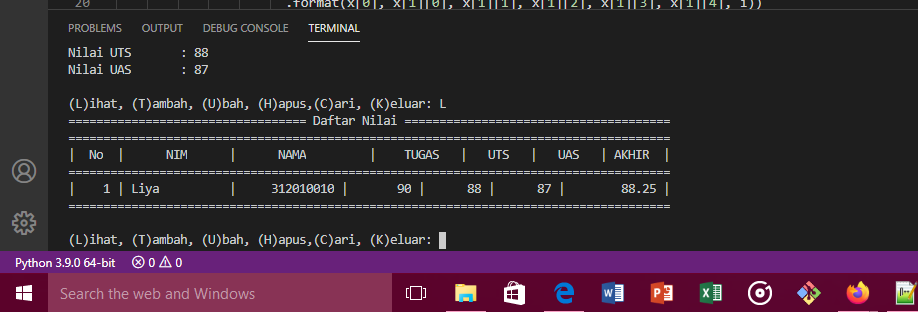 20 .format(x[0], x[1][0], x[1][1], x[1][2], x[1][3], x[1][4], i))
PROBLEMS OUTPUT DEBUG CONSOLE TERMINAL
Nilai UTS : 88
Nilai UAS : 87
(L)ihat, (T)ambah, (U)bah, (H)apus,(C)ari, (K)eluar: L
================================== Daftar Nilai ======================================
======================================================================================
| No | NIM | NAMA | TUGAS | UTS | UAS | AKHIR |
======================================================================================
| 1 | Liya | 312010010 | 90 | 88 | 87 | 88.25 |
======================================================================================
(L)ihat, (T)ambah, (U)bah, (H)apus,(C)ari, (K)eluar:
Python 3.9.0 64-bit 0 0
Search the web and Windows